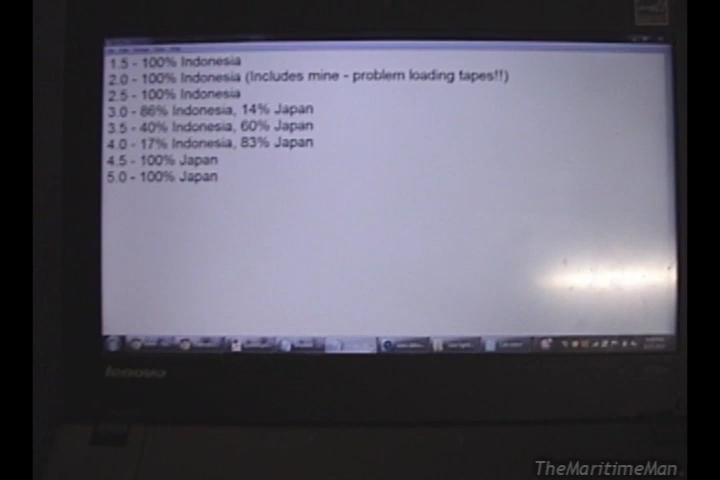 1.5 - 100% Indonesia
2.0 - 100% Indonesia (Includes mine - problem loading tapes!!)
2.5 - 100% Indonesia
3.0 - 86% Indonesia, 14% Japan
3.5 - 40% Indonesia, 60% Japan
4.0 - 17% Indonesia, 83% Japan
4.5 - 100% Japan
5.0 - 100% Japan
lenovo
TheMaritimeMan